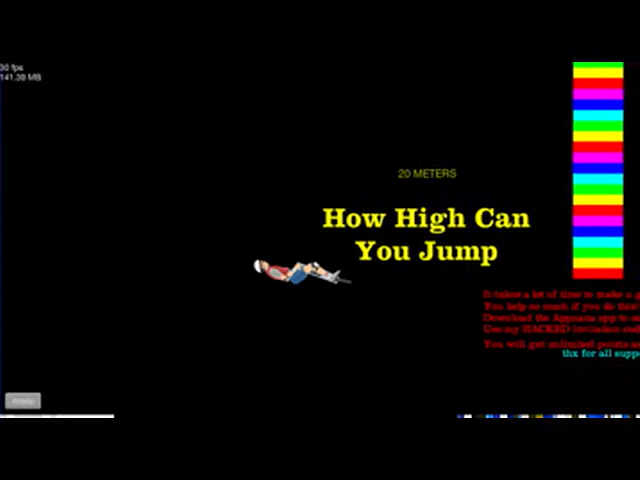 30 fps
141.39 MB
20 METERS
How High Can
You Jump
It takes a lot of time to make a
You help so much if you do this!
Download the Appnana app to
Use my HACKED invitation
You will get unlimited points
thx for all supp
menu